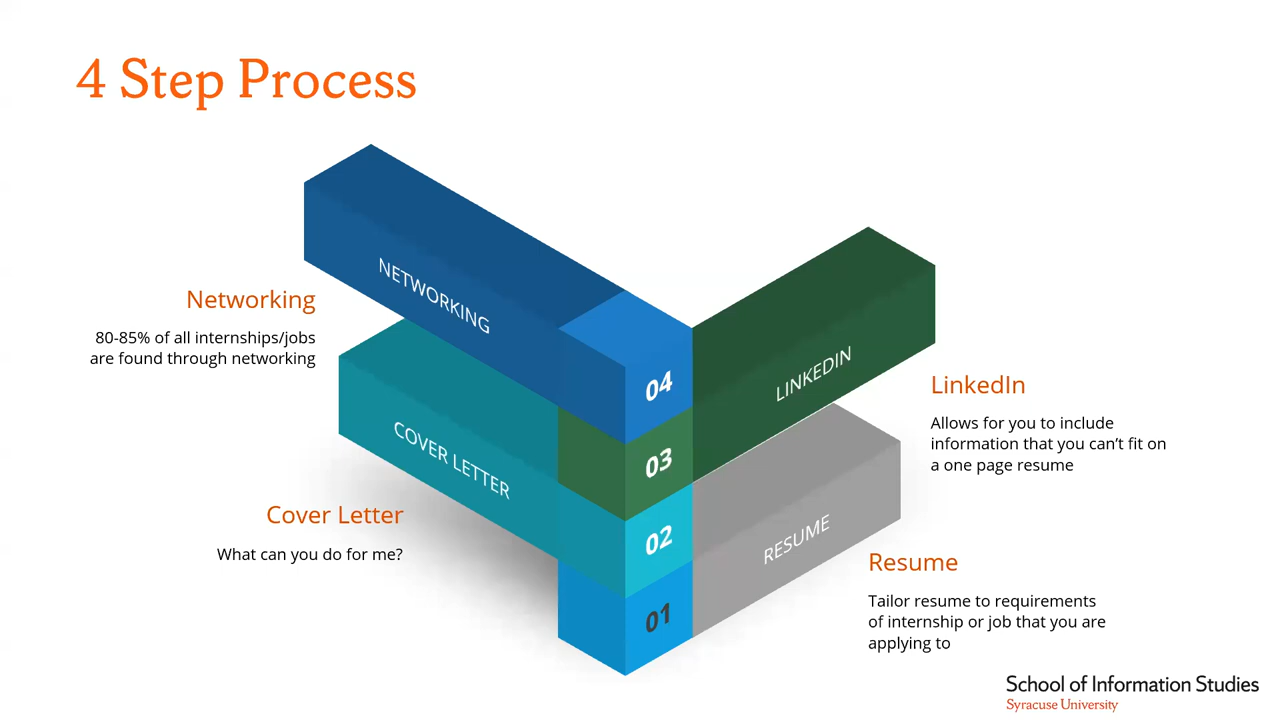 4 Step Process
NETWORKING
Networking
80-85% of all internships/jobs
are found through networking
04
LINKEDIN
LinkedIn
Allows for you to include
information that you can’t fit on
a one page resume
03
COVER LETTER
Cover Letter
What can you do for me?
02
RESUME
Resume
Tailor resume to requirements
of internship or job that you are
applying to
01
School of Information Studies
Syracuse University